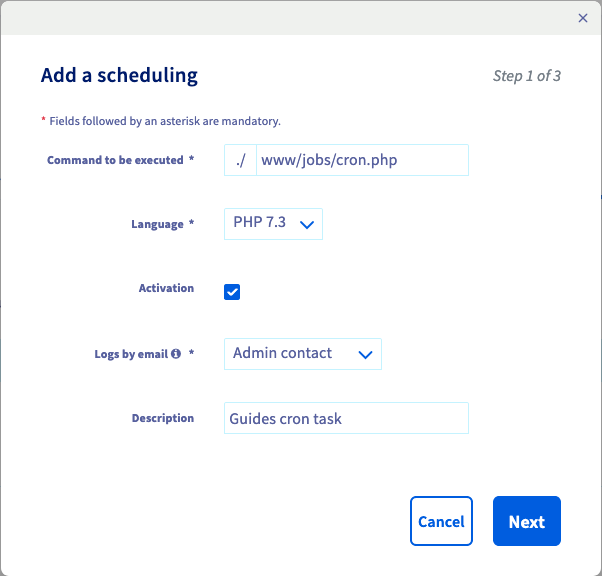 Add a scheduling
Step 1 of 3
* Fields followed by an asterisk are mandatory.
Command to be executed * ./ www/jobs/cron.php
Language * PHP 7.3
Activation
Logs by email * Admin contact
Description Guides cron task
Cancel Next